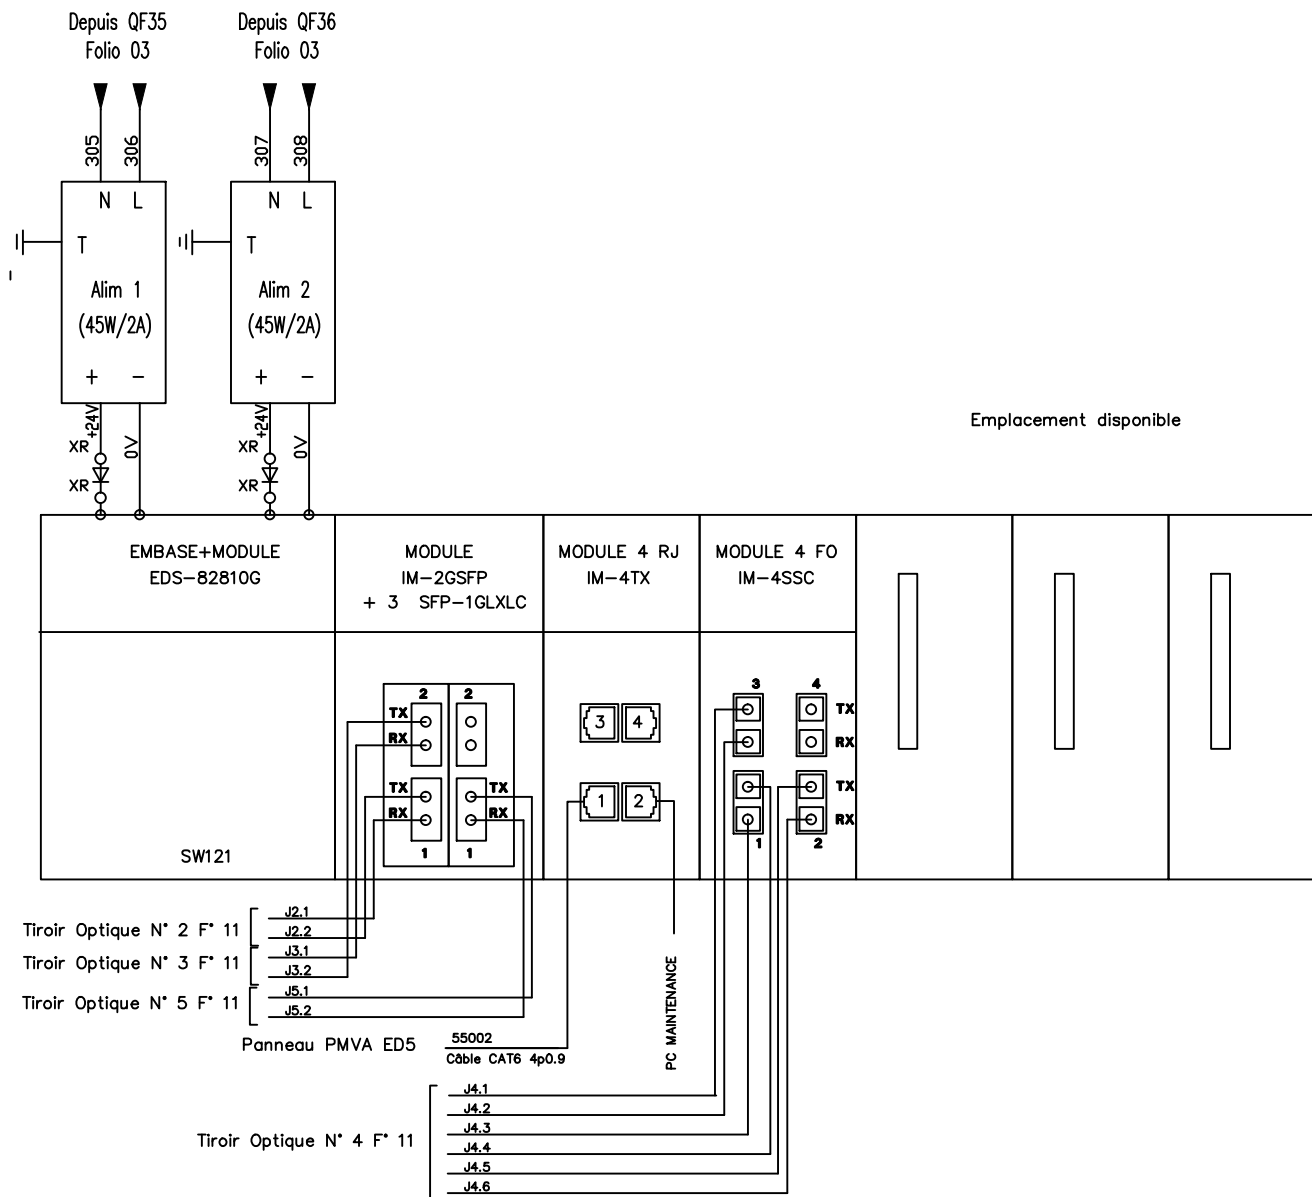 Depuis QF35
Folio 03
Depuis QF36
Folio 03
305
306
307
308
N L
T
Alim 1
(45W/2A)
+ −
N L
T
Alim 2
(45W/2A)
+ −
+24V
0V
XR
XR
+24V
0V
XR
XR
Emplacement disponible
EMBASE+MODULE
EDS-82810G
SW121
MODULE
IM-2GSFP
+ 3 SFP-1GLXLC
2 2
TX
RX
TX TX
RX RX
1 1
MODULE 4 RJ
IM-4TX
3 4
1 2
MODULE 4 FO
IM-4SSC
3 4
TX
RX
TX
RX
1 2
Tiroir Optique N° 2 F° 11
J2.1
J2.2
Tiroir Optique N° 3 F° 11
J3.1
J3.2
Tiroir Optique N° 5 F° 11
J5.1
J5.2
Panneau PMVA ED5
55002
Câble CAT6 4p0.9
PC MAINTENANCE
Tiroir Optique N° 4 F° 11
J4.1
J4.2
J4.3
J4.4
J4.5
J4.6